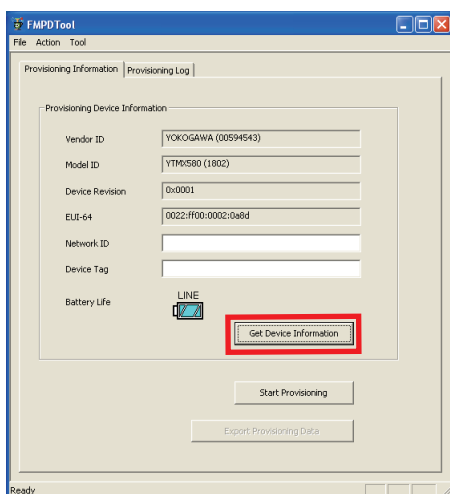 FMPDTool
File Action Tool
Provisioning Information Provisioning Log
Provisioning Device Information
Vendor ID YOKOGAWA (00594543)
Model ID YTMX580 (1802)
Device Revision 0x0001
EUI-64 0022:ff00:0002:0a8d
Network ID
Device Tag
Battery Life LINE
Get Device Information
Start Provisioning
Export Provisioning Data
Ready